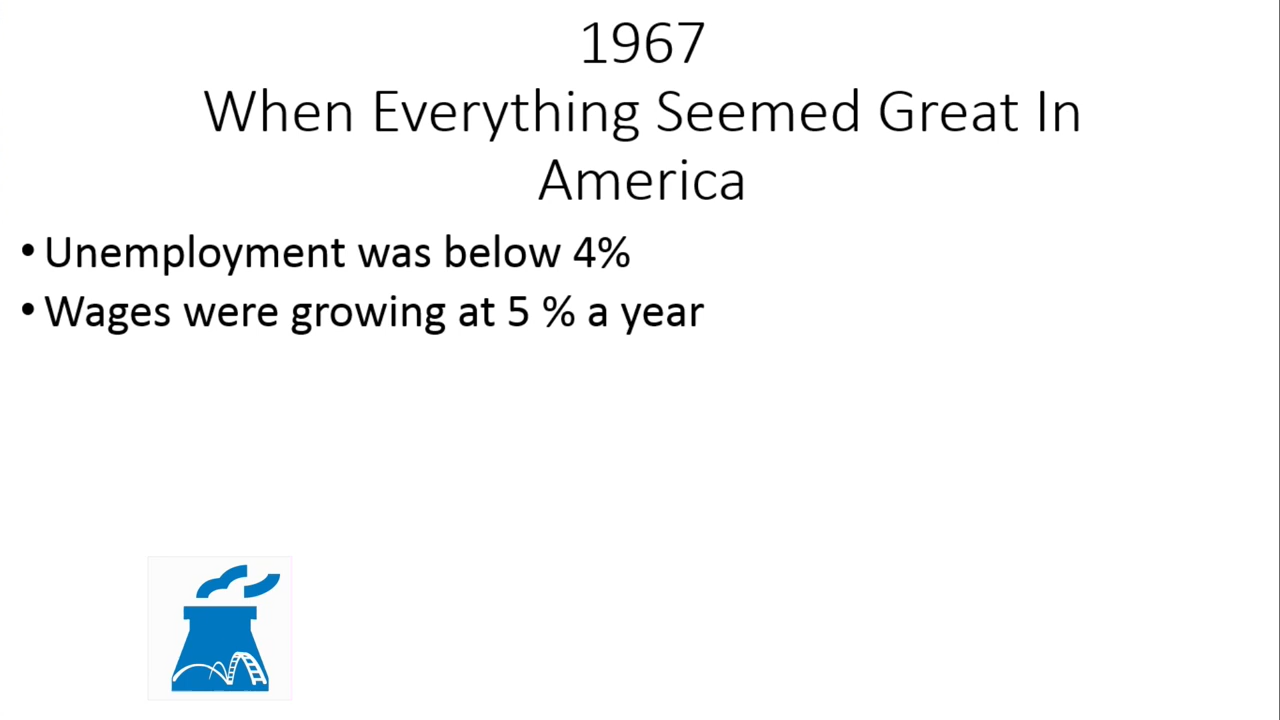 1967
When Everything Seemed Great In
America
• Unemployment was below 4%
• Wages were growing at 5 % a year